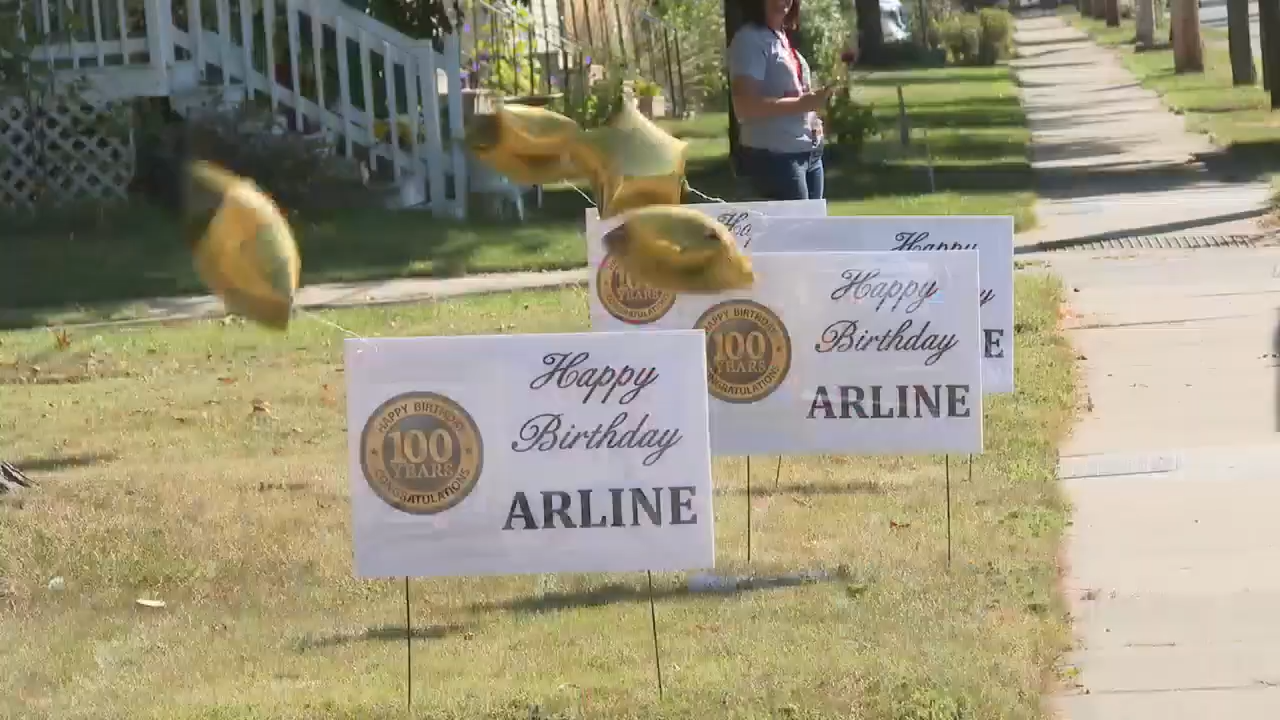 HAPPY BIRTHDAY
100
YEARS
CONGRATULATIONS
Happy
Birthday
ARLINE
HAPPY BIRTHDAY
100
YEARS
CONGRATULATIONS
Happy
Birthday
ARLINE
Happy